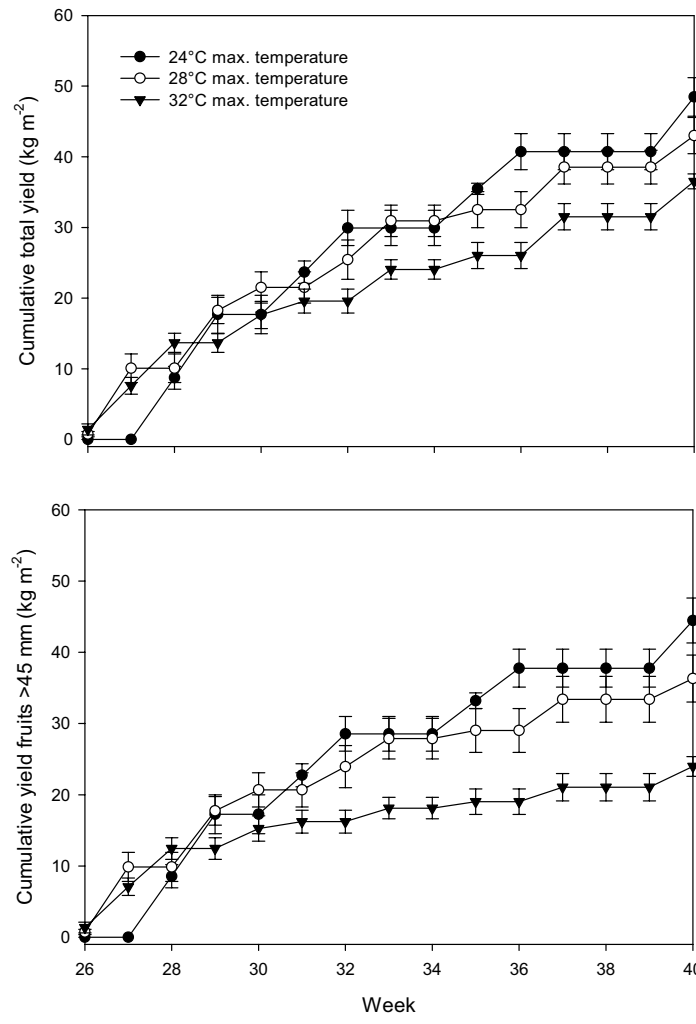 60
50
40
30
20
10
0
Cumulative total yield (kg m-2)
24°C max. temperature
28°C max. temperature
32°C max. temperature
60
50
40
30
20
10
0
Cumulative yield fruits >45 mm (kg m-2)
26 28 30 32 34 36 38 40
Week